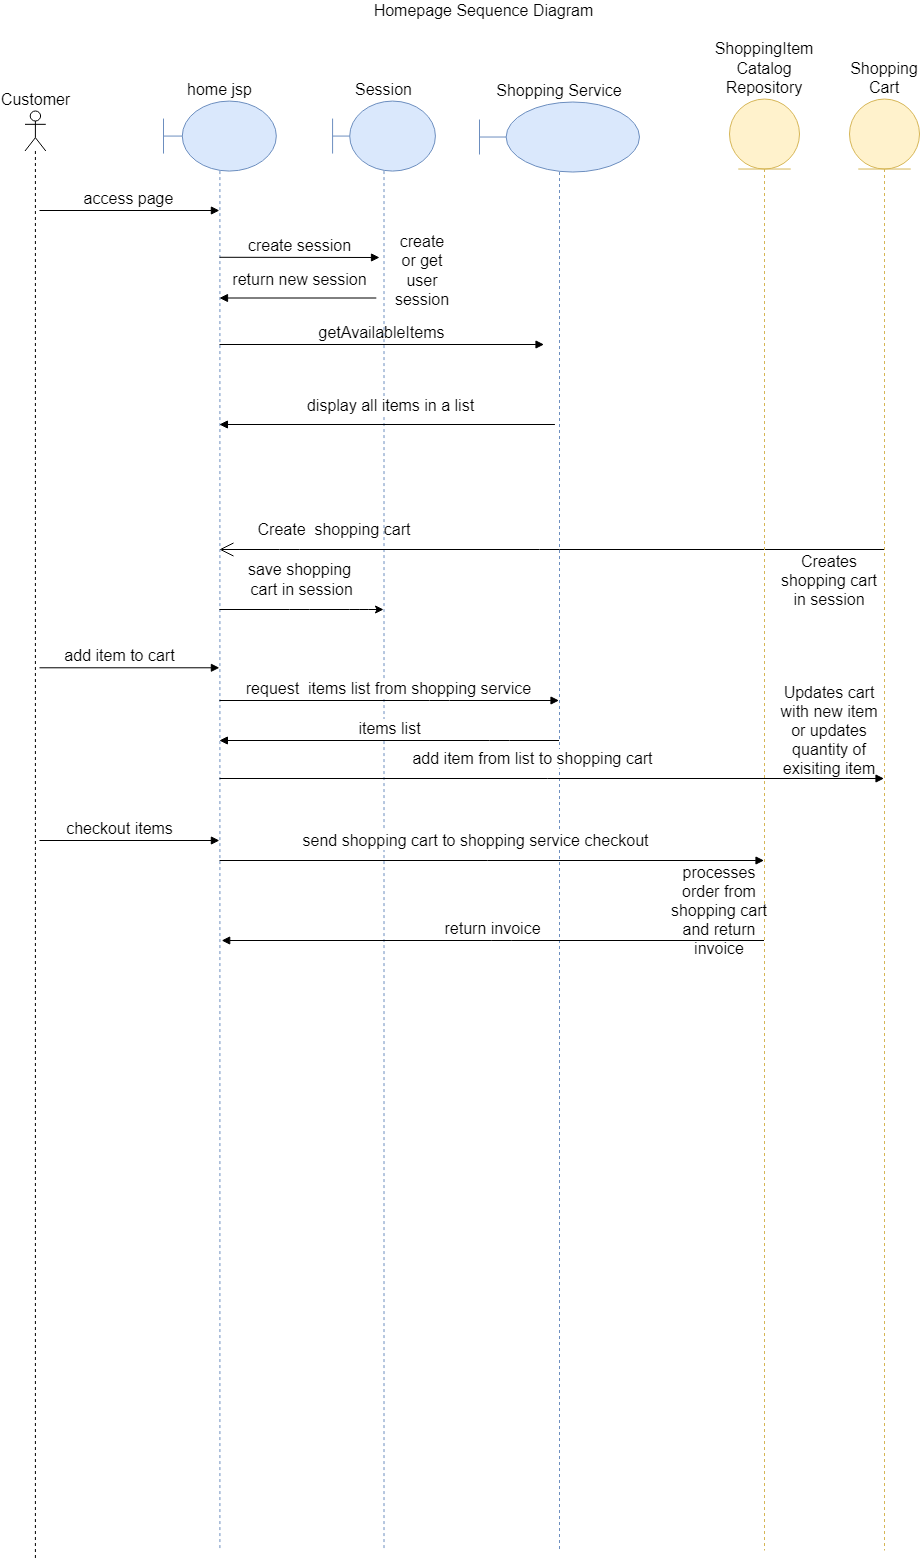 Homepage Sequence Diagram
ShoppingItem
Catalog
Repository
Shopping
Cart
Customer
home jsp
Session
Shopping Service
access page
create session
create
or get
user
session
return new session
getAvailableItems
display all items in a list
Create  shopping cart
Creates
shopping cart
in session
save shopping
cart in session
add item to cart
request  items list from shopping service
Updates cart
with new item
or updates
quantity of
exisiting item
items list
add item from list to shopping cart
checkout items
send shopping cart to shopping service checkout
processes
order from
shopping cart
and return
invoice
return invoice